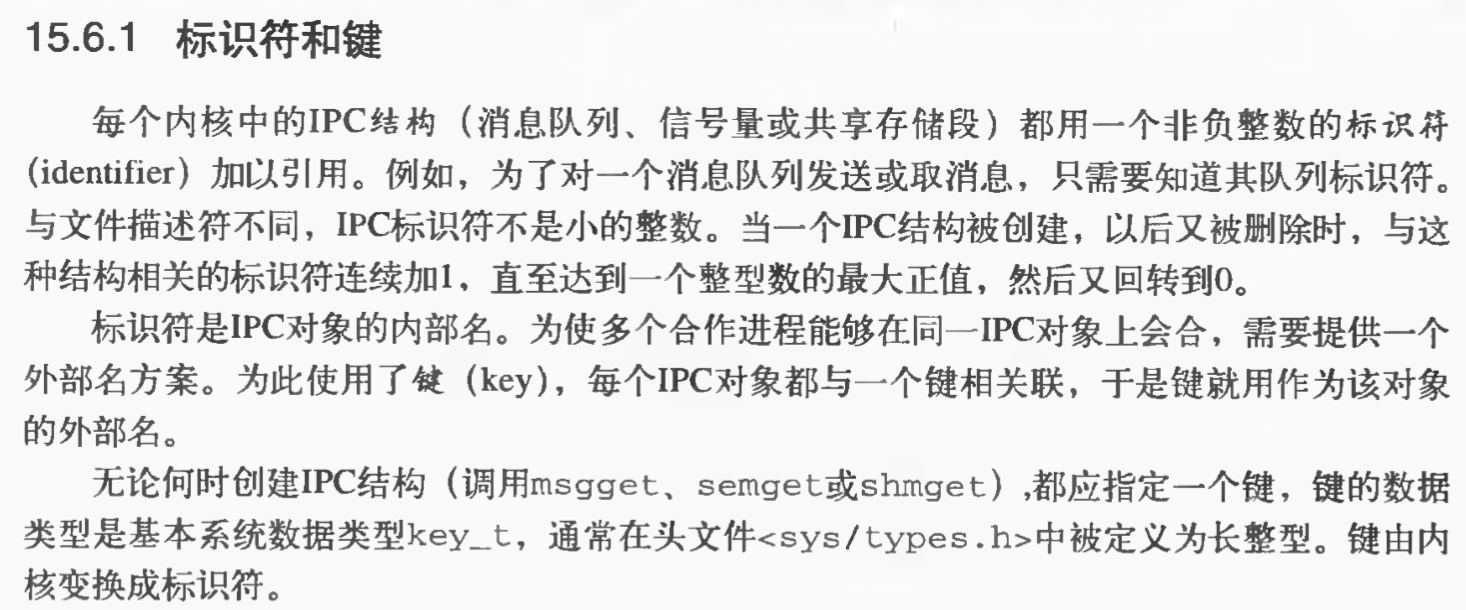 15.6.1 标识符和键
每个内核中的IPC结构（消息队列、信号量或共享存储段）都用一个非负整数的标识符
(identifier）加以引用。例如，为了对一个消息队列发送或取消息，只需要知道其队列标识符。
与文件描述符不同，IPC标识符不是小的整数。当一个IPC结构被创建，以后又被删除时，与这
种结构相关的标识符连续加1，直至达到一个整型数的最大正值，然后又回转到0。
标识符是IPC对象的内部名。为使多个合作进程能够在同一IPC对象上会合，需要提供一个
外部名方案。为此使用了键（key），每个IPC对象都与一个键相关联，于是键就用作为该对象
的外部名。
无论何时创建IPC结构（调用msgget、semget或shmget）,都应指定一个键，键的数据
类型是基本系统数据类型key_t，通常在头文件<sys/types.h>中被定义为长整型。键由内
核变换成标识符。